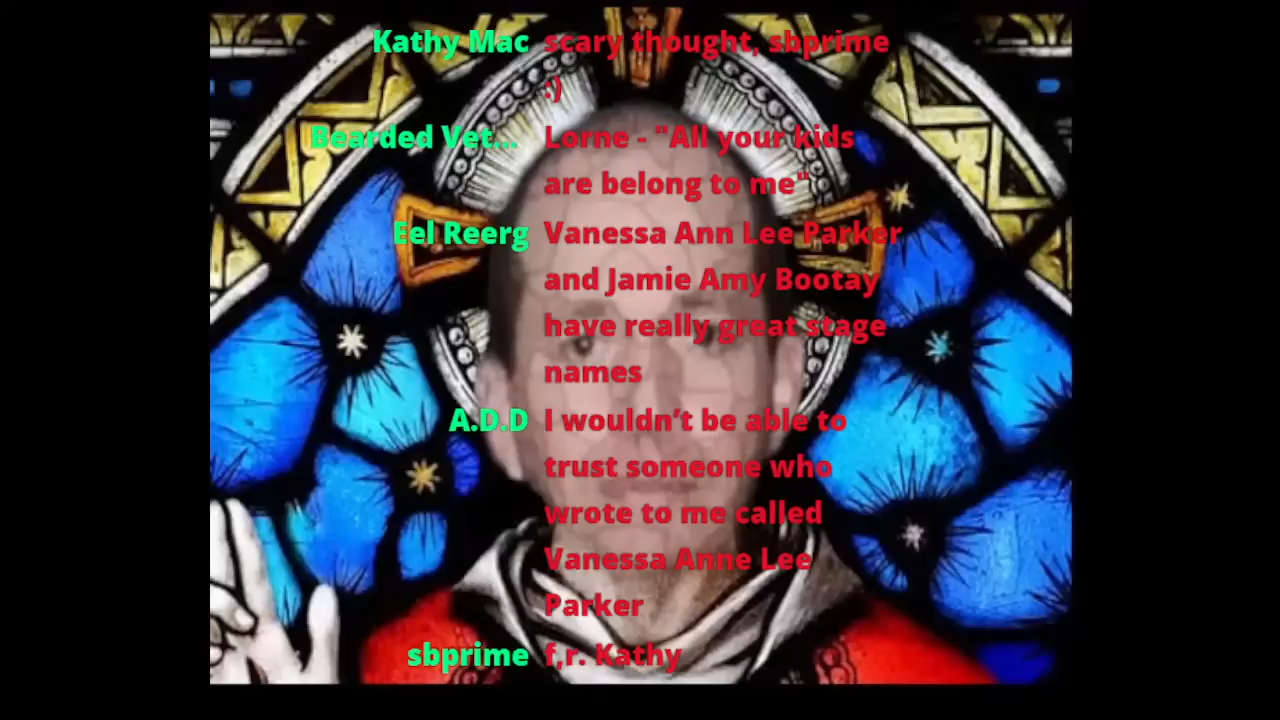 Kathy Mac scary thought, sbprime
:)
Bearded Vet... Lorne - "All your kids
are belong to me"
Eel Reerg Vanessa Ann Lee Parker
and Jamie Amy Bootay
have really great stage
names
A.D.D I wouldn’t be able to
trust someone who
wrote to me called
Vanessa Anne Lee
Parker
sbprime f,r. Kathy